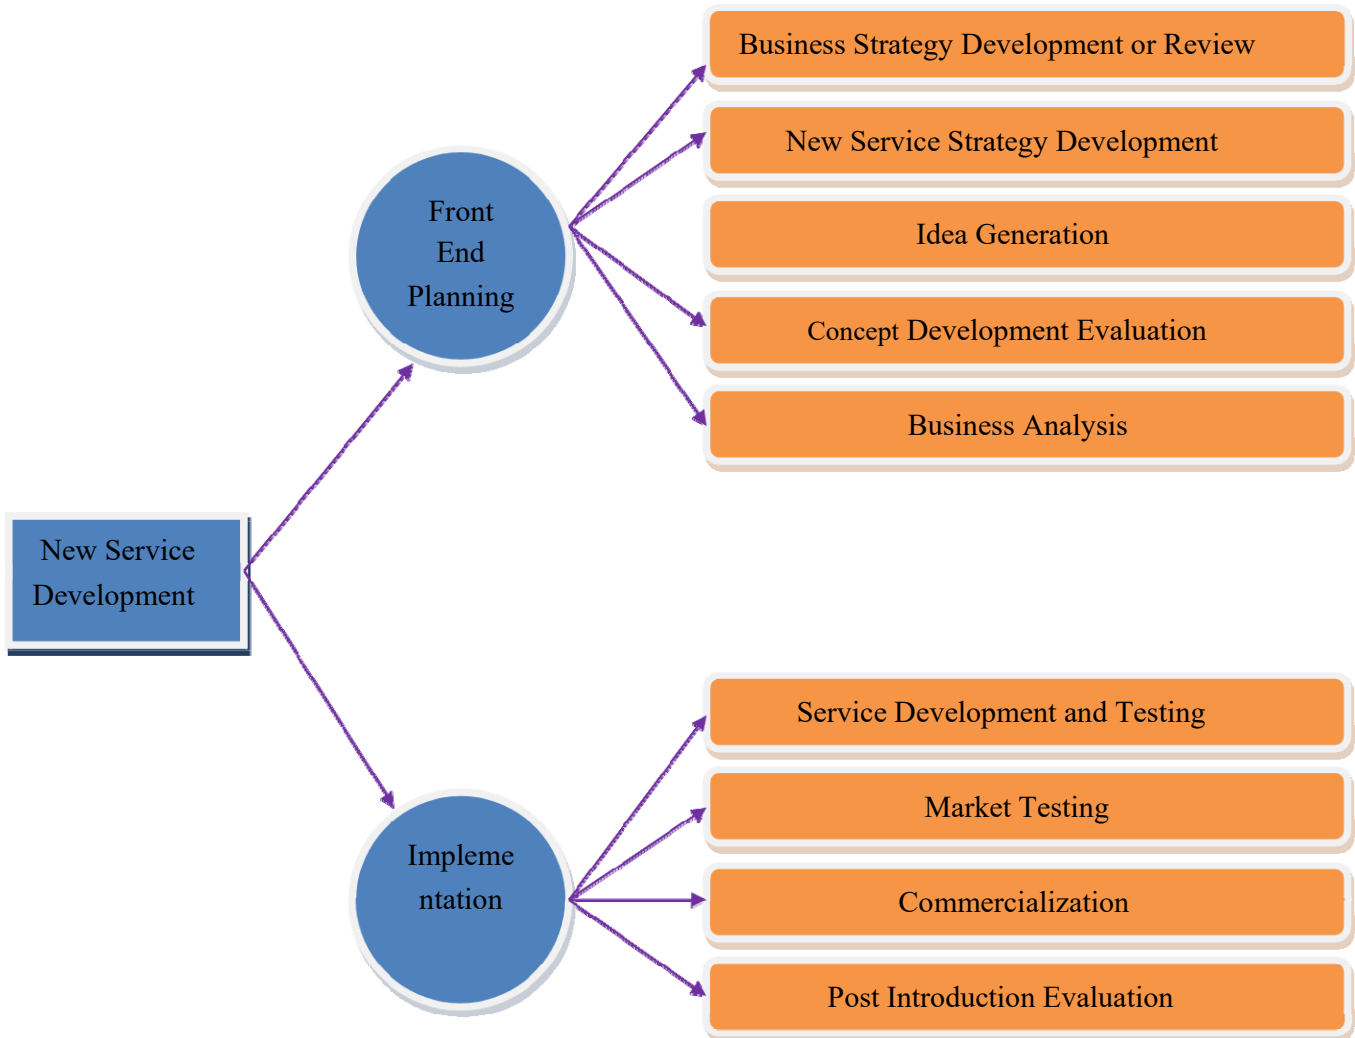 Business Strategy Development or Review
New Service Strategy Development
Idea Generation
Concept Development Evaluation
Business Analysis
Front
End
Planning
New Service
Development
Impleme
ntation
Service Development and Testing
Market Testing
Commercialization
Post Introduction Evaluation